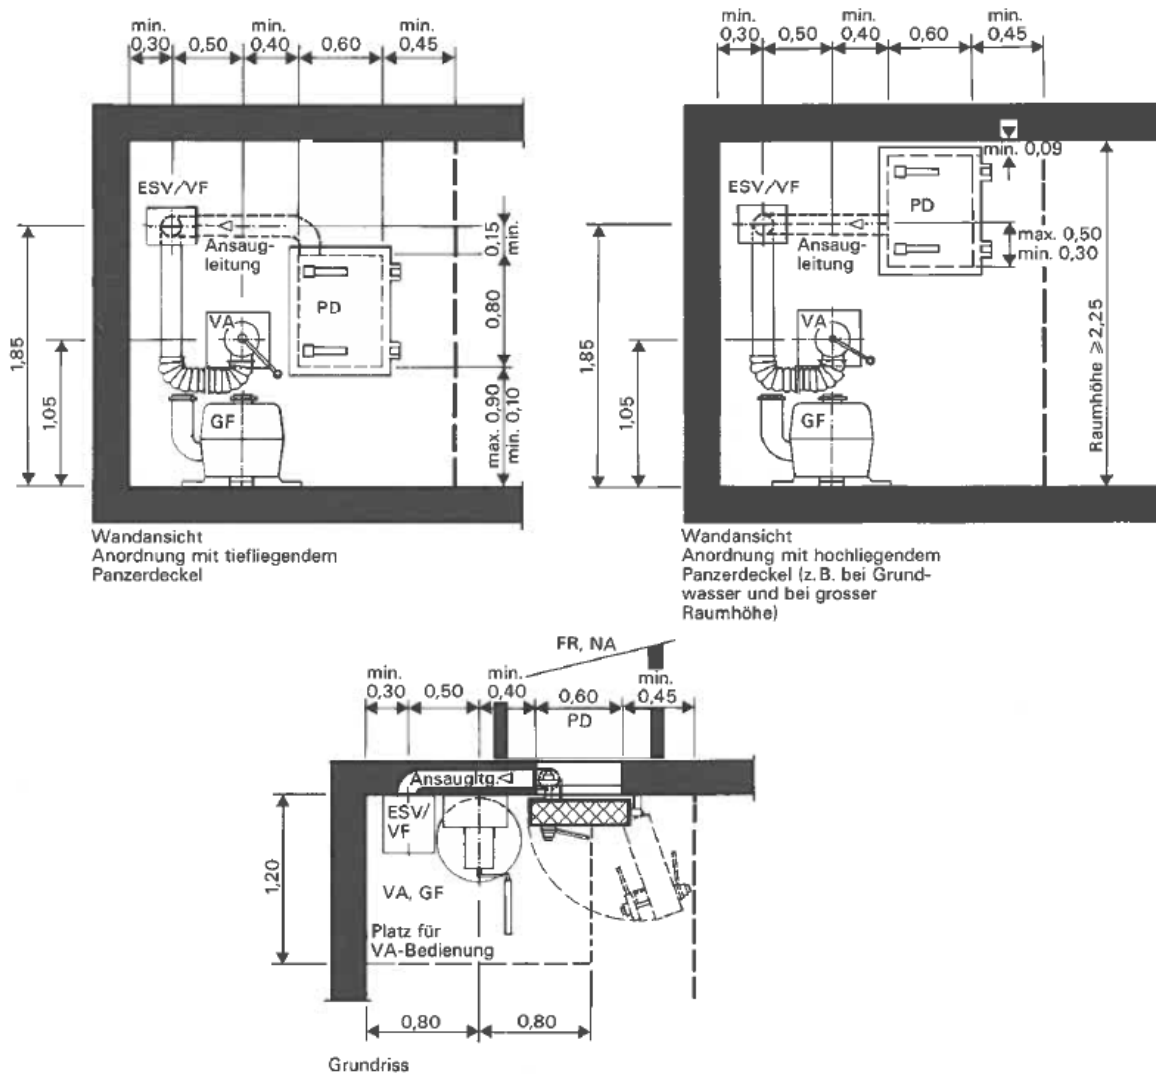 min. min. min.
0,30 0,50 0,40 0,60 0,45
ESV/VF
Ansaug-
leitung
PD
VA
GF
1,85
1,05
0,15
min.
0,80
max. 0,90
min. 0,10
Wandansicht
Anordnung mit tiefliegendem
Panzerdeckel
min. min. min.
0,30 0,50 0,40 0,60 0,45
min. 0,09
ESV/VF
PD
Ansaug-
leitung
max. 0,50
min. 0,30
VA
GF
1,85
1,05
Raumhöhe ⩾ 2,25
Wandansicht
Anordnung mit hochliegendem
Panzerdeckel (z.B. bei Grund-
wasser und bei grosser
Raumhöhe)
FR, NA
min. min. min.
0,30 0,50 0,40 0,60 0,45
PD
Ansaugltg.
ESV/
VF
1,20
VA, GF
Platz für
VA-Bedienung
0,80 0,80
Grundriss